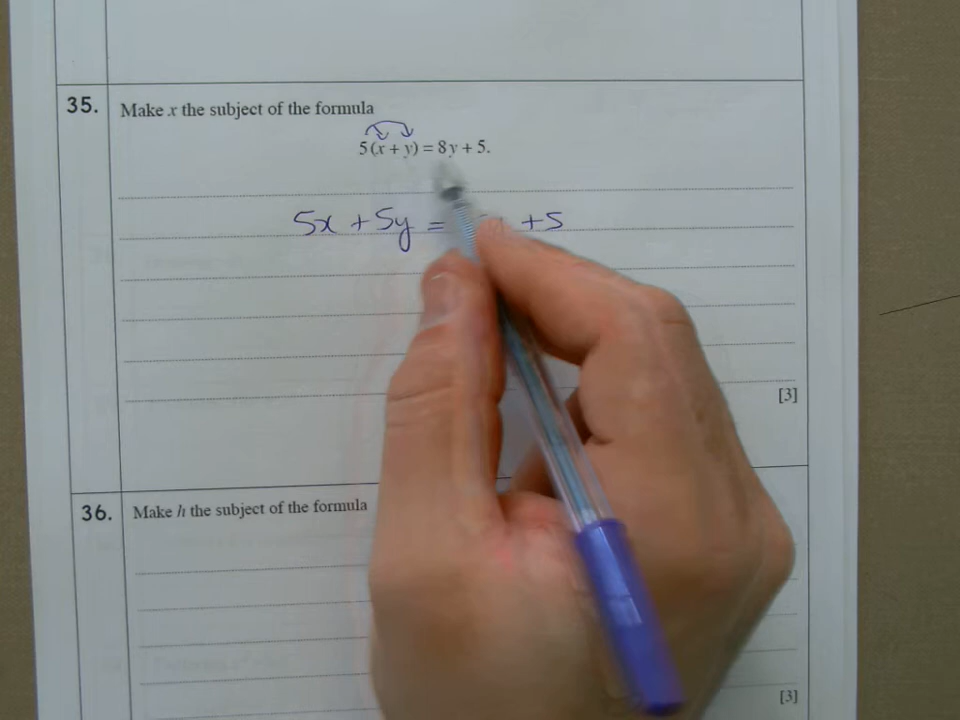 35. Make x the subject of the formula
5(x + y) = 8y + 5.
5x + 5y = +5
[3]
36. Make h the subject of the formula
[3]